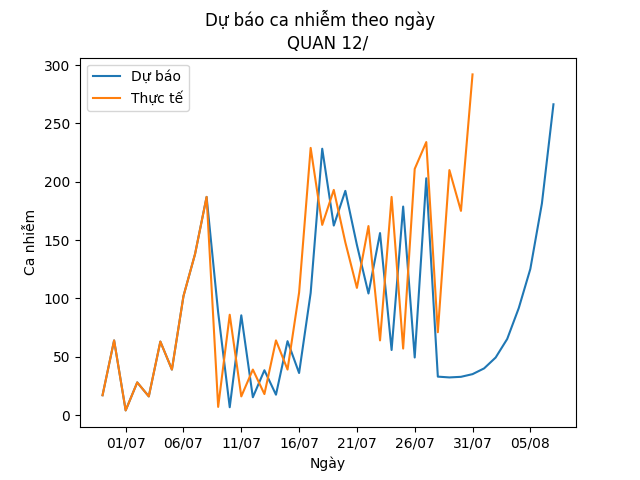 Dự báo ca nhiễm theo ngày
QUAN 12/
Dự báo
Thực tế
300
250
200
150
100
50
0
Ca nhiễm
01/07 06/07 11/07 16/07 21/07 26/07 31/07 05/08
Ngày